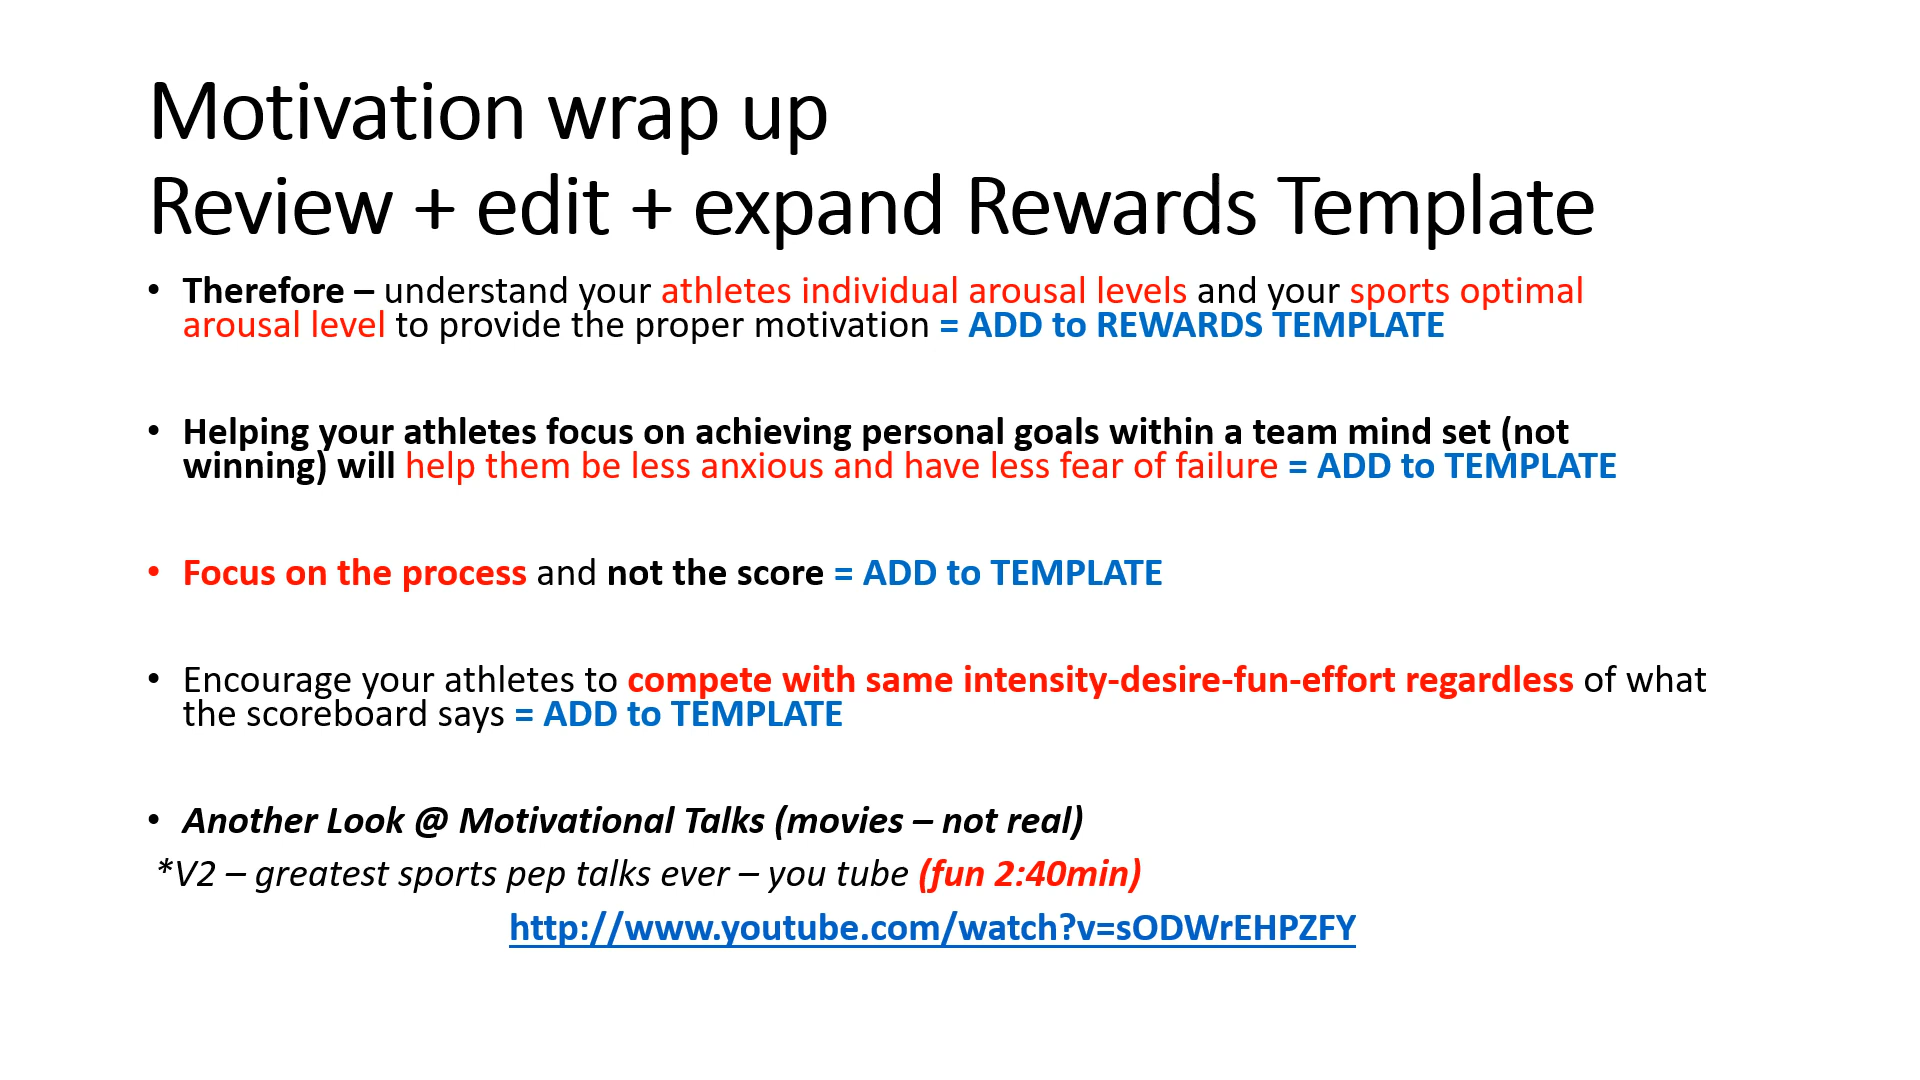 Motivation wrap up
Review + edit + expand Rewards Template
• Therefore – understand your athletes individual arousal levels and your sports optimal
arousal level to provide the proper motivation = ADD to REWARDS TEMPLATE
• Helping your athletes focus on achieving personal goals within a team mind set (not
winning) will help them be less anxious and have less fear of failure = ADD to TEMPLATE
• Focus on the process and not the score = ADD to TEMPLATE
• Encourage your athletes to compete with same intensity-desire-fun-effort regardless of what
the scoreboard says = ADD to TEMPLATE
• Another Look @ Motivational Talks (movies – not real)
*V2 – greatest sports pep talks ever – you tube (fun 2:40min)
http://www.youtube.com/watch?v=sODWrEHPZFY